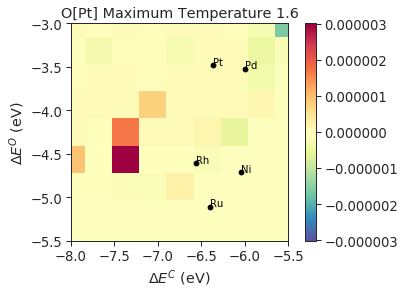 O[Pt] Maximum Temperature 1.6
−3.0
−3.5
−4.0
−4.5
−5.0
−5.5
ΔE^O (eV)
Pt
Pd
Rh
Ni
Ru
−8.0 −7.5 −7.0 −6.5 −6.0 −5.5
ΔE^C (eV)
0.000003
0.000002
0.000001
0.000000
−0.000001
−0.000002
−0.000003